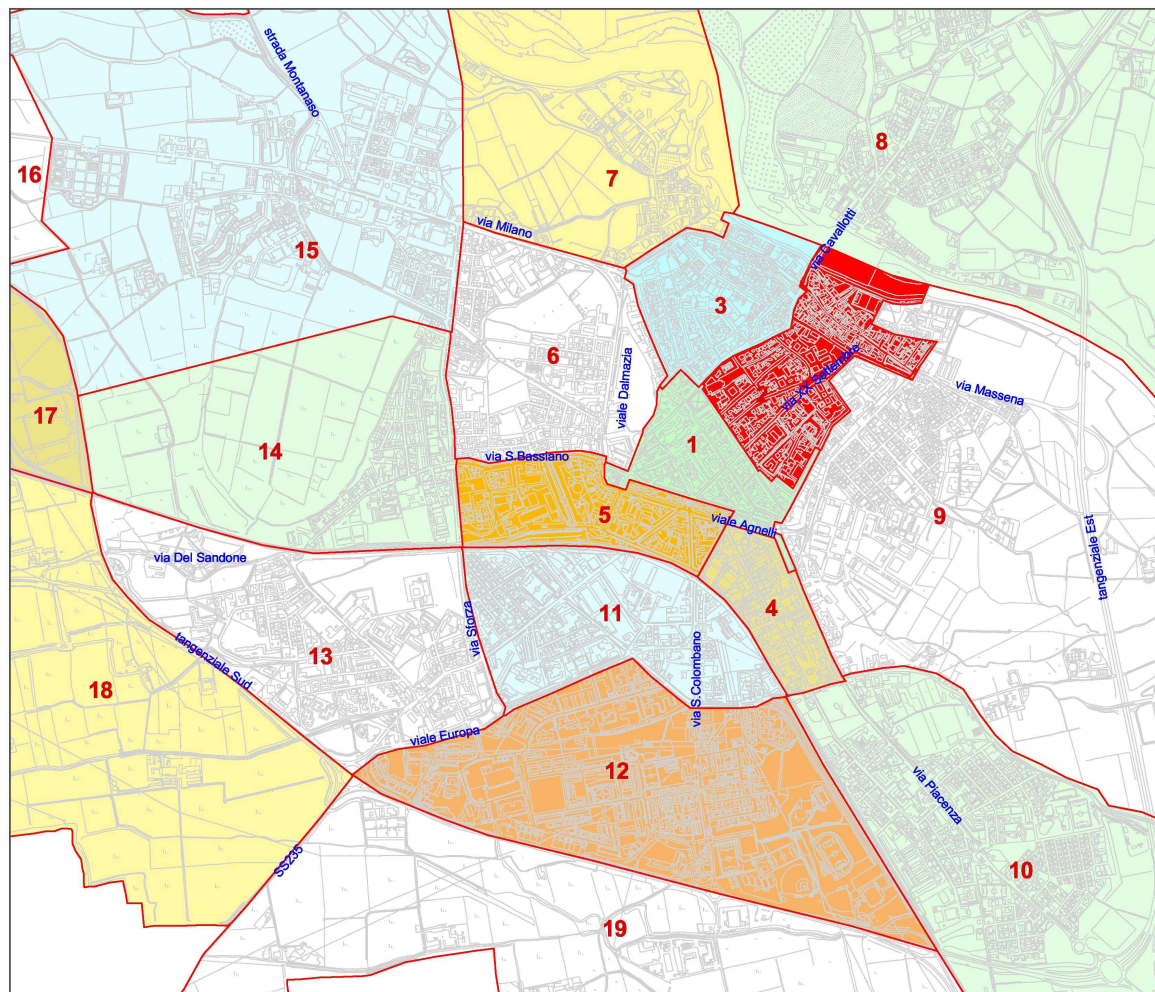 strada Montanaso
16
8
7
via Milano
via Cavallotti
15
3
6
viale Dalmazia
via XX Settembre
via Massena
17
14
1
via S.Bassiano
5
viale Agnelli
9
via Del Sandone
tangenziale Est
11
4
via Sforza
13
via S.Colombano
18
tangenziale Sud
viale Europa
12
via Piacenza
SS235
10
19